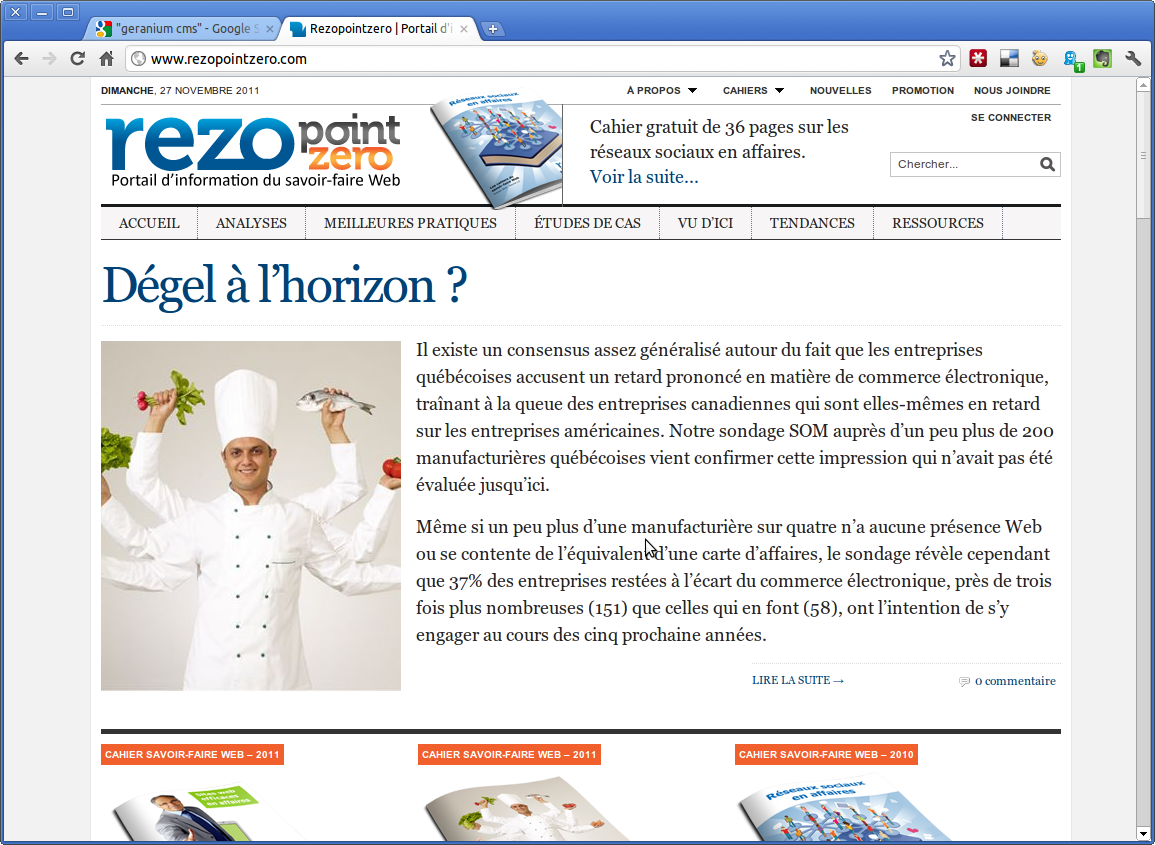 "geranium cms" - Google S
Rezopointzero | Portail d'i
www.rezopointzero.com
1
DIMANCHE, 27 NOVEMBRE 2011
À PROPOS CAHIERS NOUVELLES PROMOTION NOUS JOINDRE
SE CONNECTER
rezo point zero
Portail d'information du savoir-faire Web
Réseaux sociaux
en affaires
Cahier gratuit de 36 pages sur les
réseaux sociaux en affaires.
Voir la suite...
Chercher...
ACCUEIL ANALYSES MEILLEURES PRATIQUES ÉTUDES DE CAS VU D'ICI TENDANCES RESSOURCES
Dégel à l'horizon ?
Il existe un consensus assez généralisé autour du fait que les entreprises
québécoises accusent un retard prononcé en matière de commerce électronique,
traînant à la queue des entreprises canadiennes qui sont elles-mêmes en retard
sur les entreprises américaines. Notre sondage SOM auprès d'un peu plus de 200
manufacturières québécoises vient confirmer cette impression qui n'avait pas été
évaluée jusqu'ici.
Même si un peu plus d'une manufacturière sur quatre n'a aucune présence Web
ou se contente de l'équivalent d'une carte d'affaires, le sondage révèle cependant
que 37% des entreprises restées à l'écart du commerce électronique, près de trois
fois plus nombreuses (151) que celles qui en font (58), ont l'intention de s'y
engager au cours des cinq prochaine années.
LIRE LA SUITE → 0 commentaire
CAHIER SAVOIR-FAIRE WEB – 2011 CAHIER SAVOIR-FAIRE WEB – 2011 CAHIER SAVOIR-FAIRE WEB – 2010
Sites web
efficaces
en affaires
Réseaux sociaux
en affaires